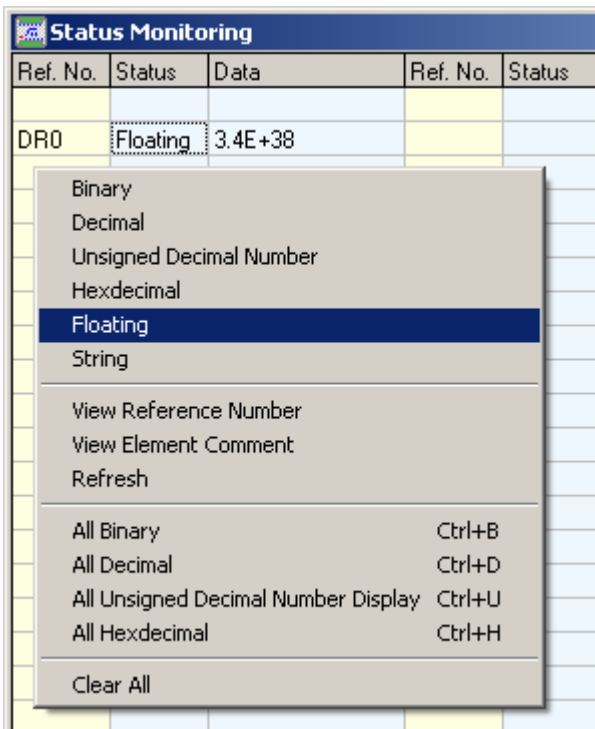 Status Monitoring
Ref. No. Status Data Ref. No. Status
DR0 Floating 3.4E+38
Binary
Decimal
Unsigned Decimal Number
Hexdecimal
Floating
String
View Reference Number
View Element Comment
Refresh
All Binary Ctrl+B
All Decimal Ctrl+D
All Unsigned Decimal Number Display Ctrl+U
All Hexdecimal Ctrl+H
Clear All